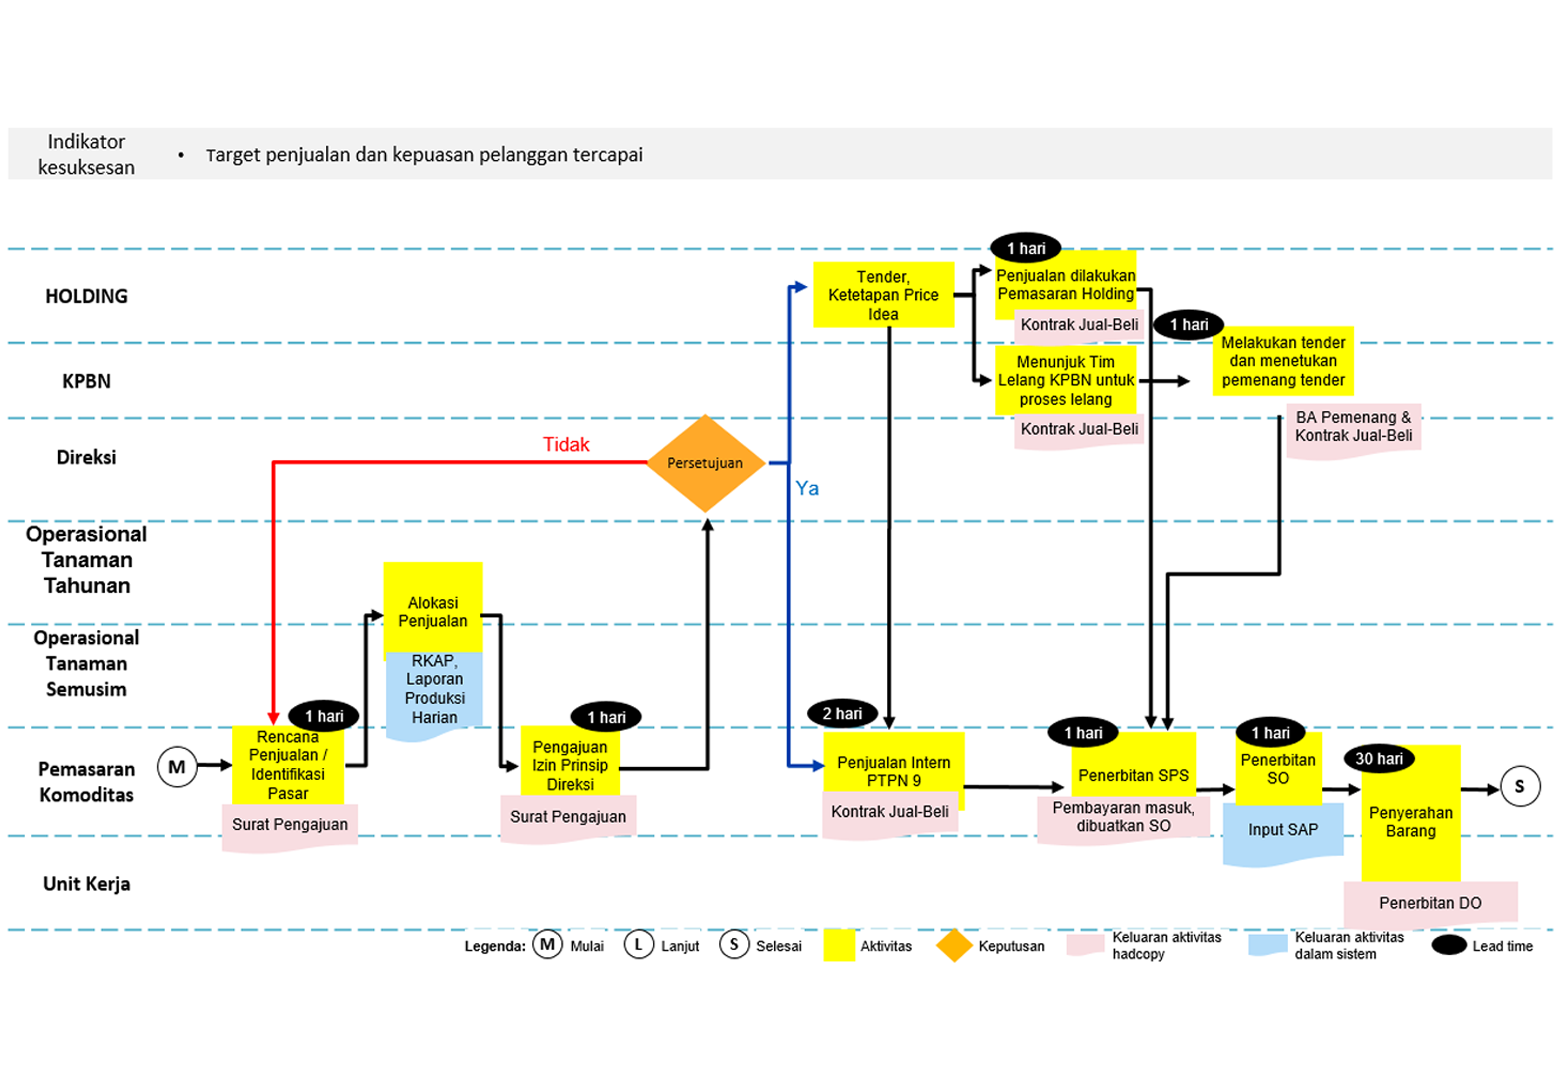 Indikator
kesuksesan
• Target penjualan dan kepuasan pelanggan tercapai
HOLDING
Tender,
Ketetapan Price
Idea
1 hari
Penjualan dilakukan
Pemasaran Holding
Kontrak Jual-Beli
1 hari
KPBN
Menunjuk Tim
Lelang KPBN untuk
proses lelang
Kontrak Jual-Beli
Melakukan tender
dan menetukan
pemenang tender
BA Pemenang &
Kontrak Jual-Beli
Direksi
Tidak
Persetujuan
Ya
Operasional
Tanaman
Tahunan
Alokasi
Penjualan
RKAP,
Laporan
Produksi
Harian
Operasional
Tanaman
Semusim
Pemasaran
Komoditas
M
1 hari
Rencana
Penjualan /
Identifikasi
Pasar
Surat Pengajuan
1 hari
Pengajuan
Izin Prinsip
Direksi
Surat Pengajuan
2 hari
Penjualan Intern
PTPN 9
Kontrak Jual-Beli
1 hari
Penerbitan SPS
Pembayaran masuk,
dibuatkan SO
1 hari
Penerbitan
SO
Input SAP
30 hari
Penyerahan
Barang
Penerbitan DO
S
Unit Kerja
Legenda: M Mulai L Lanjut S Selesai Aktivitas Keputusan
Keluaran aktivitas
hadcopy
Keluaran aktivitas
dalam sistem
Lead time